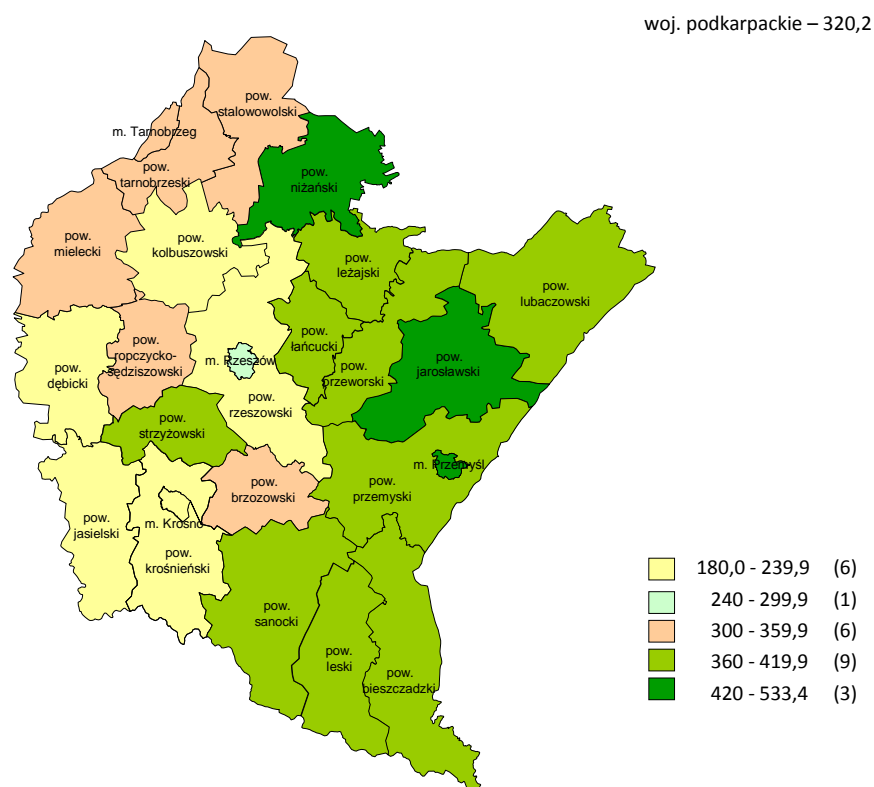 woj. podkarpackie – 320,2
pow.
stalowowolski
m. Tarnobrzeg
pow.
tarnobrzeski
pow.
niżański
pow.
mielecki
pow.
kolbuszowski
pow.
leżajski
pow.
lubaczowski
pow.
ropczycko-
sędziszowski
m. Rzeszów
pow.
łańcucki
pow.
przeworski
pow.
jarosławski
pow.
dębicki
pow.
rzeszowski
pow.
strzyżowski
m. Przemyśl
pow.
przemyski
pow.
brzozowski
pow.
jasielski
m. Krosno
pow.
krośnieński
pow.
sanocki
pow.
leski
pow.
bieszczadzki
180,0 - 239,9 (6)
240 - 299,9 (1)
300 - 359,9 (6)
360 - 419,9 (9)
420 - 533,4 (3)